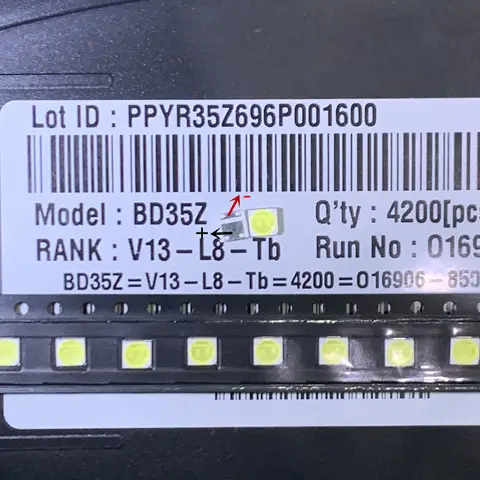 Lot ID : PPYR35Z696P001600
Model : BD35Z
-
Q'ty : 4200[pcs
+
RANK : V13-L8-Tb
Run No : O169
BD35Z=V13-L8-Tb=4200=O16906-850